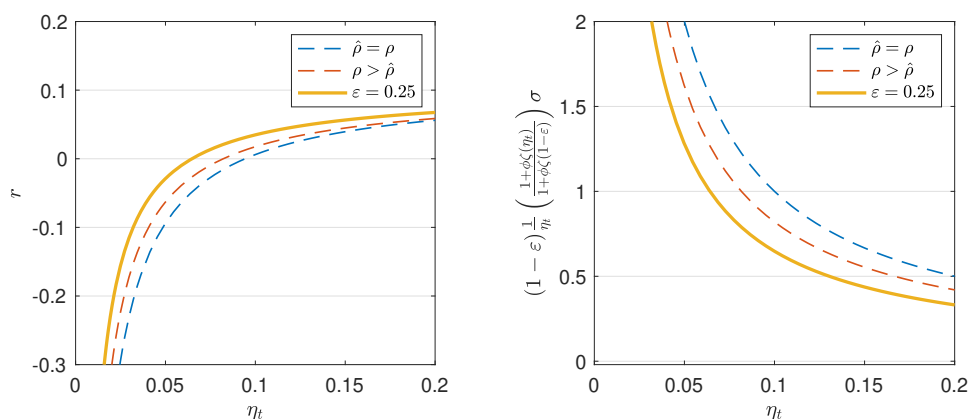 0.2
0.1
0
-0.1
-0.2
-0.3
r
0 0.05 0.1 0.15 0.2
η_t
ρ̂ = ρ
ρ > ρ̂
ε = 0.25
2
1.5
1
0.5
0
(1 − ε) 1/η_t ( (1+φζ(η_t)) / (1+φζ(1−ε)) ) σ
0 0.05 0.1 0.15 0.2
η_t
ρ̂ = ρ
ρ > ρ̂
ε = 0.25